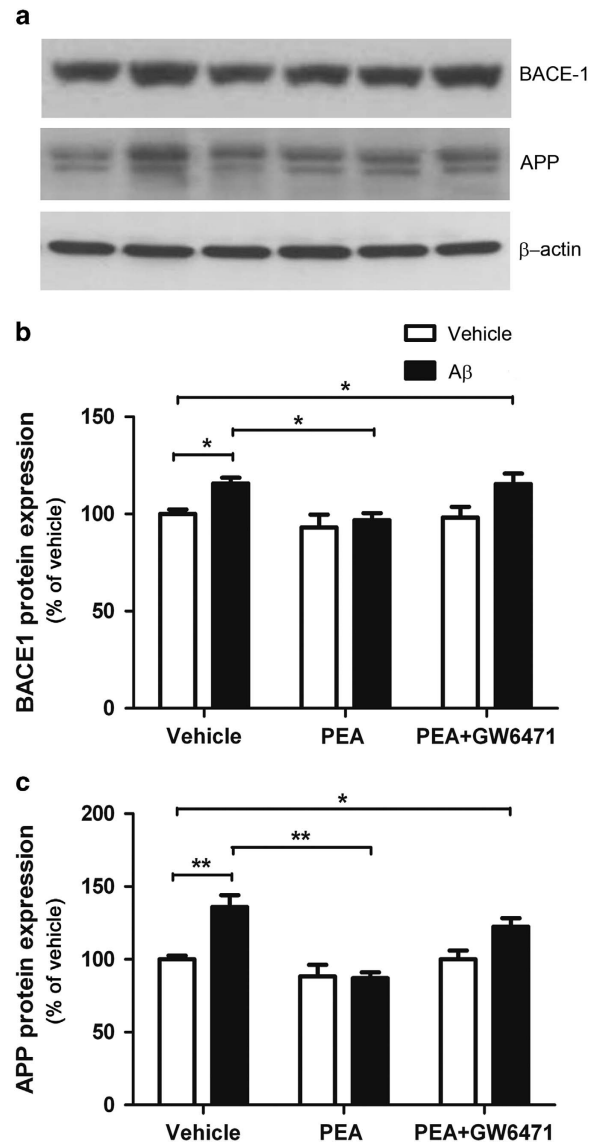 a
BACE-1
APP
β–actin
b
Vehicle
Aβ
*
*
*
150
100
50
0
BACE1 protein expression
(% of vehicle)
Vehicle PEA PEA+GW6471
c
*
**
**
200
150
100
50
0
APP protein expression
(% of vehicle)
Vehicle PEA PEA+GW6471